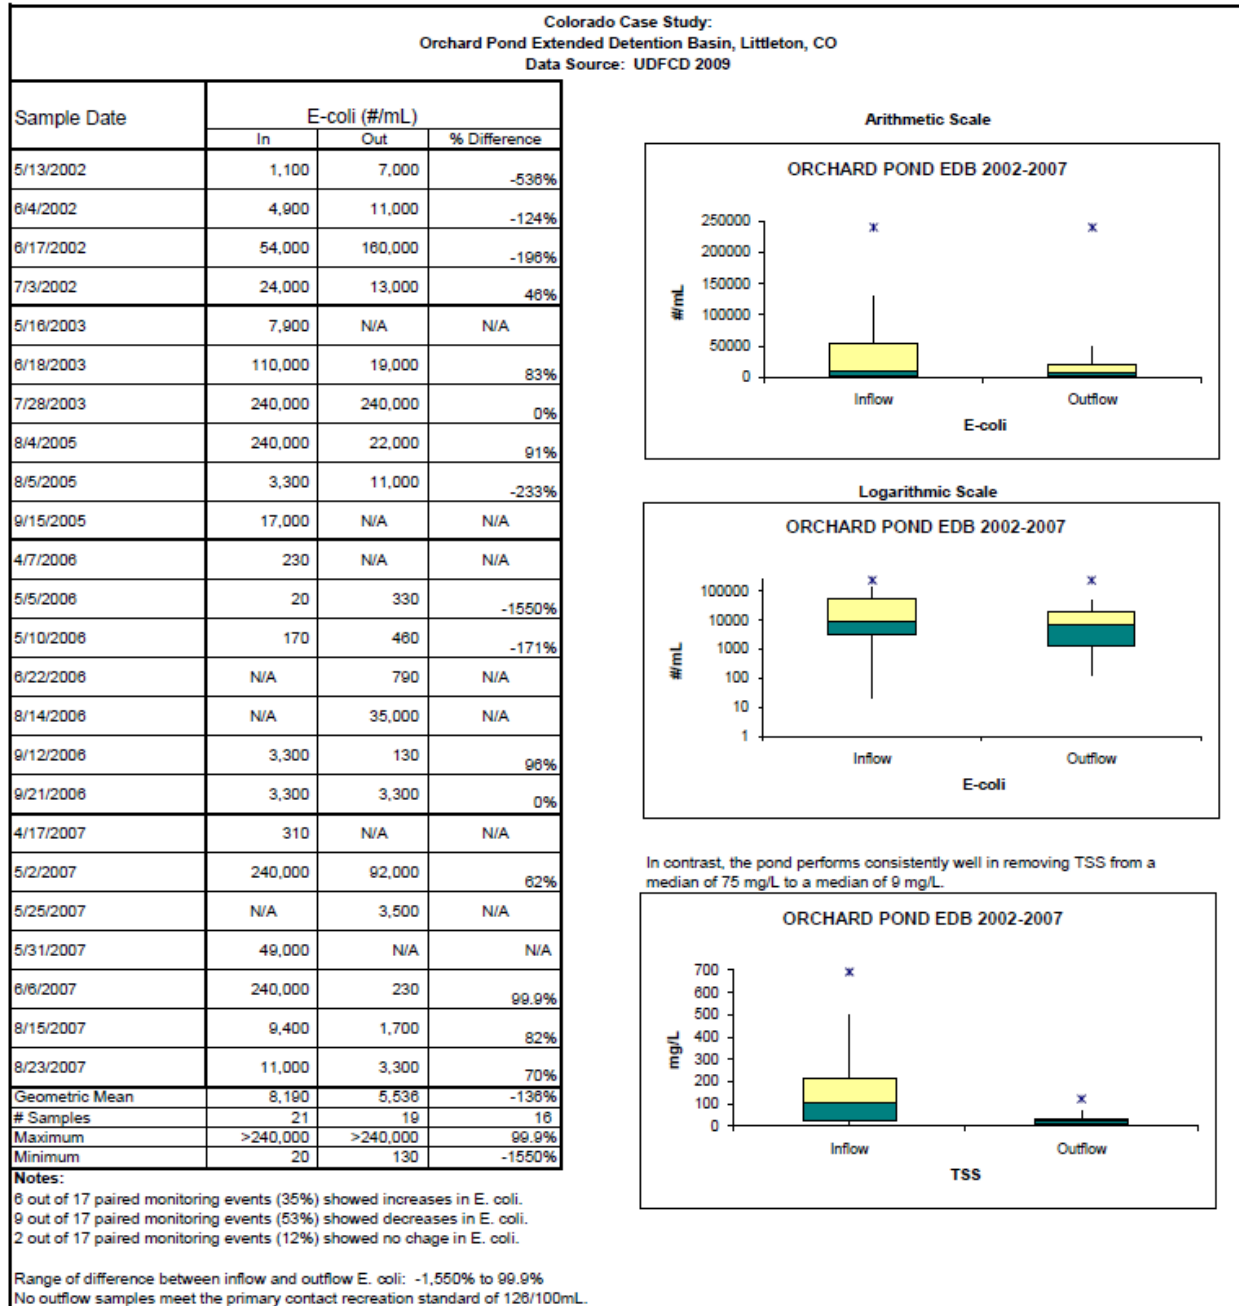 Colorado Case Study:
Orchard Pond Extended Detention Basin, Littleton, CO
Data Source: UDFCD 2009
Sample Date E-coli (#/mL)
In Out % Difference
5/13/2002 1,100 7,000 -536%
6/4/2002 4,900 11,000 -124%
6/17/2002 54,000 160,000 -196%
7/3/2002 24,000 13,000 46%
5/16/2003 7,900 N/A N/A
6/18/2003 110,000 19,000 83%
7/28/2003 240,000 240,000 0%
8/4/2005 240,000 22,000 91%
8/5/2005 3,300 11,000 -233%
9/15/2005 17,000 N/A N/A
4/7/2006 230 N/A N/A
5/5/2006 20 330 -1550%
5/10/2006 170 460 -171%
6/22/2006 N/A 790 N/A
8/14/2006 N/A 35,000 N/A
9/12/2006 3,300 130 96%
9/21/2006 3,300 3,300 0%
4/17/2007 310 N/A N/A
5/2/2007 240,000 92,000 62%
5/25/2007 N/A 3,500 N/A
5/31/2007 49,000 N/A N/A
6/6/2007 240,000 230 99.9%
8/15/2007 9,400 1,700 82%
8/23/2007 11,000 3,300 70%
Geometric Mean 8,190 5,536 -136%
# Samples 21 19 16
Maximum >240,000 >240,000 99.9%
Minimum 20 130 -1550%
Notes:
6 out of 17 paired monitoring events (35%) showed increases in E. coli.
9 out of 17 paired monitoring events (53%) showed decreases in E. coli.
2 out of 17 paired monitoring events (12%) showed no chage in E. coli.
Range of difference between inflow and outflow E. coli: -1,550% to 99.9%
No outflow samples meet the primary contact recreation standard of 126/100mL.
Arithmetic Scale
ORCHARD POND EDB 2002-2007
250000
200000
150000
100000
50000
0
#/mL
Inflow Outflow
E-coli
Logarithmic Scale
ORCHARD POND EDB 2002-2007
100000
10000
1000
100
10
1
#/mL
Inflow Outflow
E-coli
In contrast, the pond performs consistently well in removing TSS from a
median of 75 mg/L to a median of 9 mg/L.
ORCHARD POND EDB 2002-2007
700
600
500
400
300
200
100
0
mg/L
Inflow Outflow
TSS